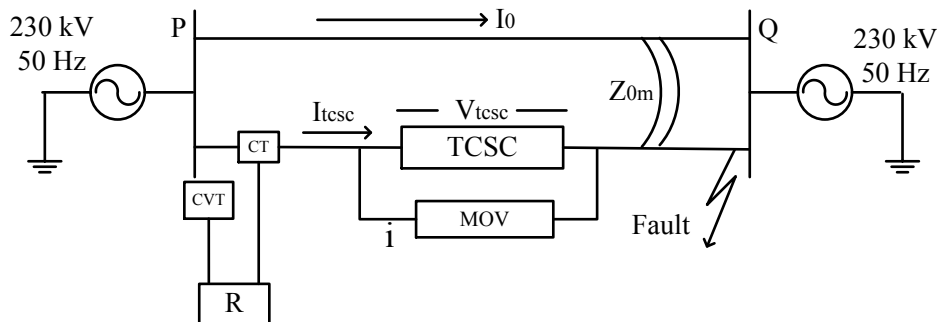 P
I0
Q
230 kV
50 Hz
230 kV
50 Hz
Z0m
Itcsc
Vtcsc
CT
TCSC
CVT
MOV
i
Fault
R